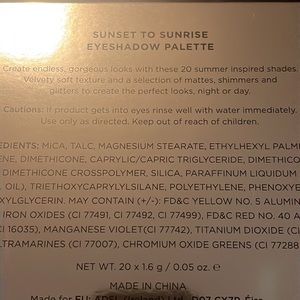 SUNSET TO SUNRISE
EYESHADOW PALETTE
Create endless, gorgeous looks with these 20 summer inspired shades.
Velvety soft texture and a selection of mattes, shimmers and
glitters to create the perfect looks, night or day.
Cautions: If product gets into eyes rinse well with water immediately.
Use only as directed. Keep out of reach of children.
EDIENTS: MICA, TALC, MAGNESIUM STEARATE, ETHYLHEXYL PALM
ENE, DIMETHICONE, CAPRYLIC/CAPRIC TRIGLYCERIDE, DIMETHICO
DIMETHICONE CROSSPOLYMER, SILICA, PARAFFINUM LIQUIDUM
OIL), TRIETHOXYCAPRYLYLSILANE, POLYETHYLENE, PHENOXYE
XYLGLYCERIN. MAY CONTAIN (+/-): FD&C YELLOW NO. 5 ALUMIN
IRON OXIDES (CI 77491, CI 77492, CI 77499), FD&C RED NO. 40 A
CI 16035), MANGANESE VIOLET(CI 77742), TITANIUM DIOXIDE (CI
LTRAMARINES (CI 77007), CHROMIUM OXIDE GREENS (CI 77288
NET WT. 20 x 1.6 g / 0.05 oz. ℮
MADE IN CHINA
Made for